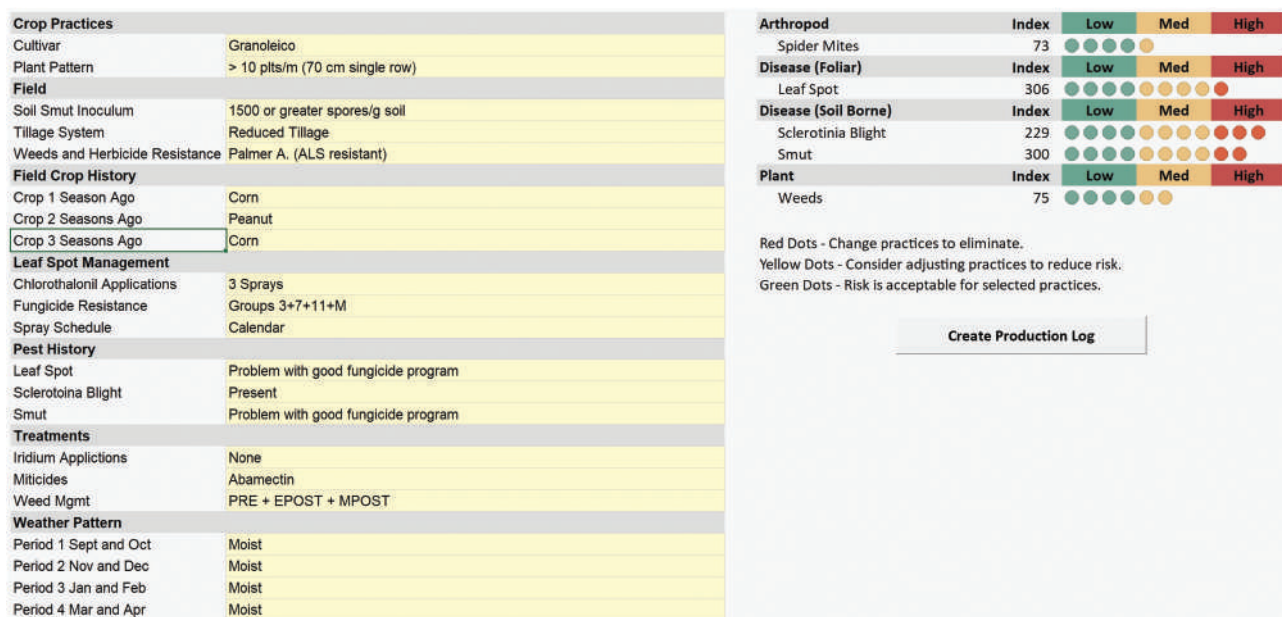 Crop Practices
Cultivar Granoleico
Plant Pattern > 10 plts/m (70 cm single row)
Field
Soil Smut Inoculum 1500 or greater spores/g soil
Tillage System Reduced Tillage
Weeds and Herbicide Resistance Palmer A. (ALS resistant)
Field Crop History
Crop 1 Season Ago Corn
Crop 2 Seasons Ago Peanut
Crop 3 Seasons Ago Corn
Leaf Spot Management
Chlorothalonil Applications 3 Sprays
Fungicide Resistance Groups 3+7+11+M
Spray Schedule Calendar
Pest History
Leaf Spot Problem with good fungicide program
Sclerotoina Blight Present
Smut Problem with good fungicide program
Treatments
Iridium Applictions None
Miticides Abamectin
Weed Mgmt PRE + EPOST + MPOST
Weather Pattern
Period 1 Sept and Oct Moist
Period 2 Nov and Dec Moist
Period 3 Jan and Feb Moist
Period 4 Mar and Apr Moist
Arthropod Index Low Med High
Spider Mites 73
Disease (Foliar) Index Low Med High
Leaf Spot 306
Disease (Soil Borne) Index Low Med High
Sclerotinia Blight 229
Smut 300
Plant Index Low Med High
Weeds 75
Red Dots - Change practices to eliminate.
Yellow Dots - Consider adjusting practices to reduce risk.
Green Dots - Risk is acceptable for selected practices.
Create Production Log